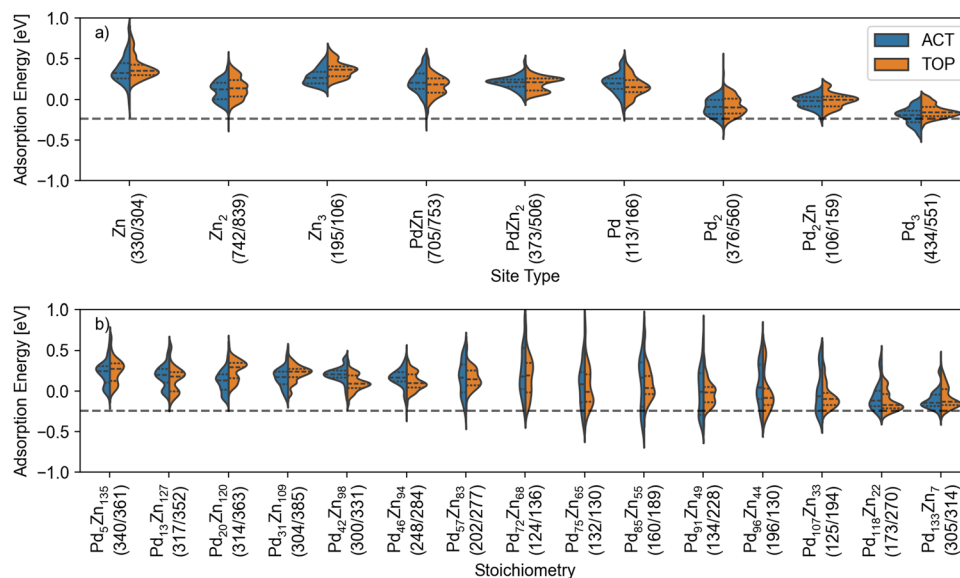 a)
ACT
TOP
Adsorption Energy [eV]
1.0
0.5
0.0
−0.5
−1.0
Zn
(330/304)
Zn₂
(742/839)
Zn₃
(195/106)
PdZn
(705/753)
PdZn₂
(373/506)
Pd
(113/166)
Pd₂
(376/560)
Pd₂Zn
(106/159)
Pd₃
(434/551)
Site Type
b)
Adsorption Energy [eV]
1.0
0.5
0.0
−0.5
−1.0
Pd₅Zn₁₃₅
(340/361)
Pd₁₃Zn₁₂₇
(317/352)
Pd₂₀Zn₁₂₀
(314/363)
Pd₃₁Zn₁₀₉
(304/385)
Pd₄₂Zn₉₈
(300/331)
Pd₄₆Zn₉₄
(248/284)
Pd₅₇Zn₈₃
(202/277)
Pd₇₂Zn₆₈
(124/136)
Pd₇₅Zn₆₅
(132/130)
Pd₈₅Zn₅₅
(160/189)
Pd₉₁Zn₄₉
(134/228)
Pd₉₆Zn₄₄
(196/130)
Pd₁₀₇Zn₃₃
(125/194)
Pd₁₁₈Zn₂₂
(173/270)
Pd₁₃₃Zn₇
(305/314)
Stoichiometry